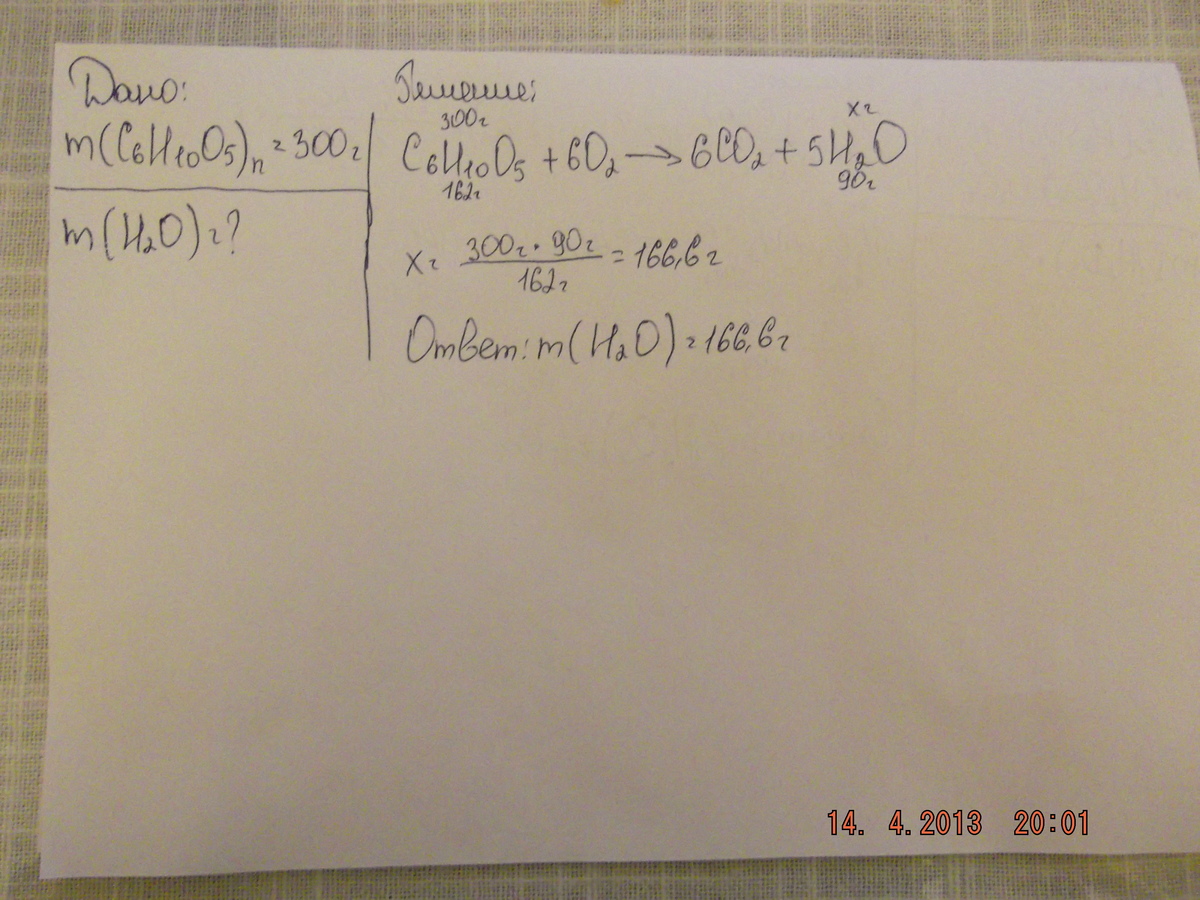 Дано:
m(C₆H₁₀O₅)ₙ = 300г
m(H₂O) = ?
Решение:
300г xг
C₆H₁₀O₅ + 6O₂ → 6CO₂ + 5H₂O
162г 90г
x = 300г · 90г / 162г = 166,6г
Ответ: m(H₂O) = 166,6г
14. 4.2013 20:01